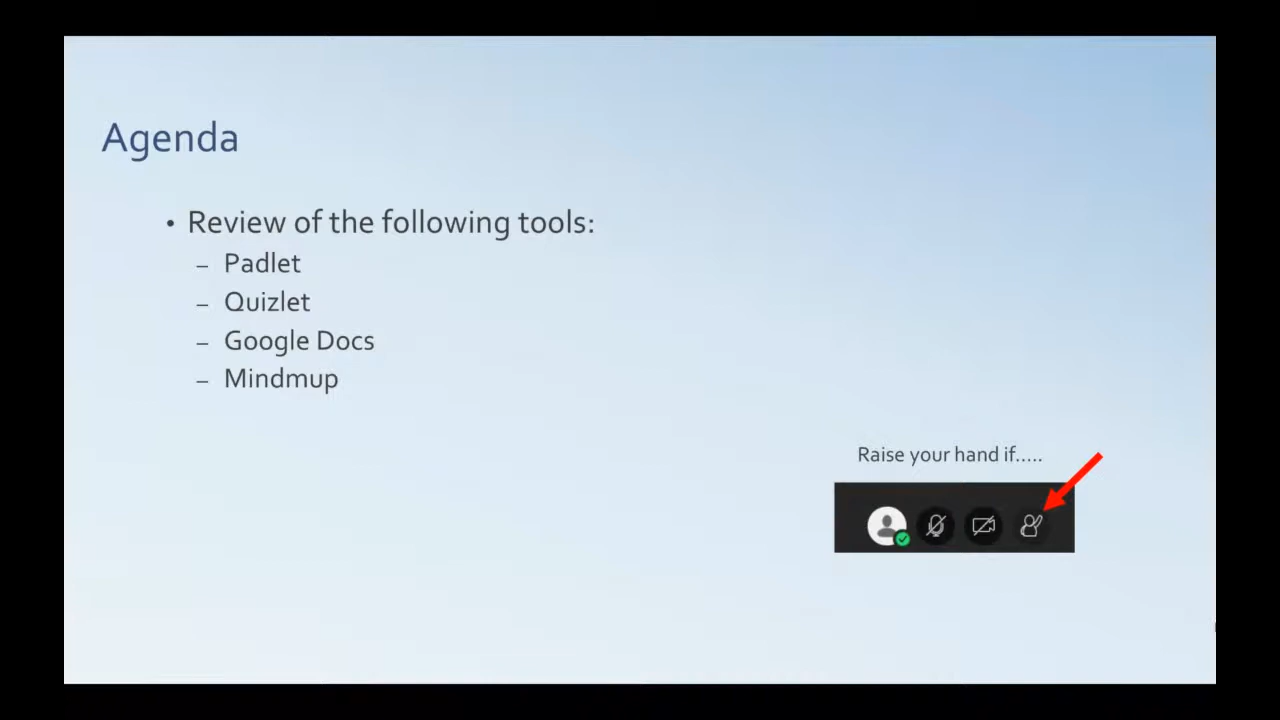 Agenda
• Review of the following tools:
– Padlet
– Quizlet
– Google Docs
– Mindmup
Raise your hand if.....